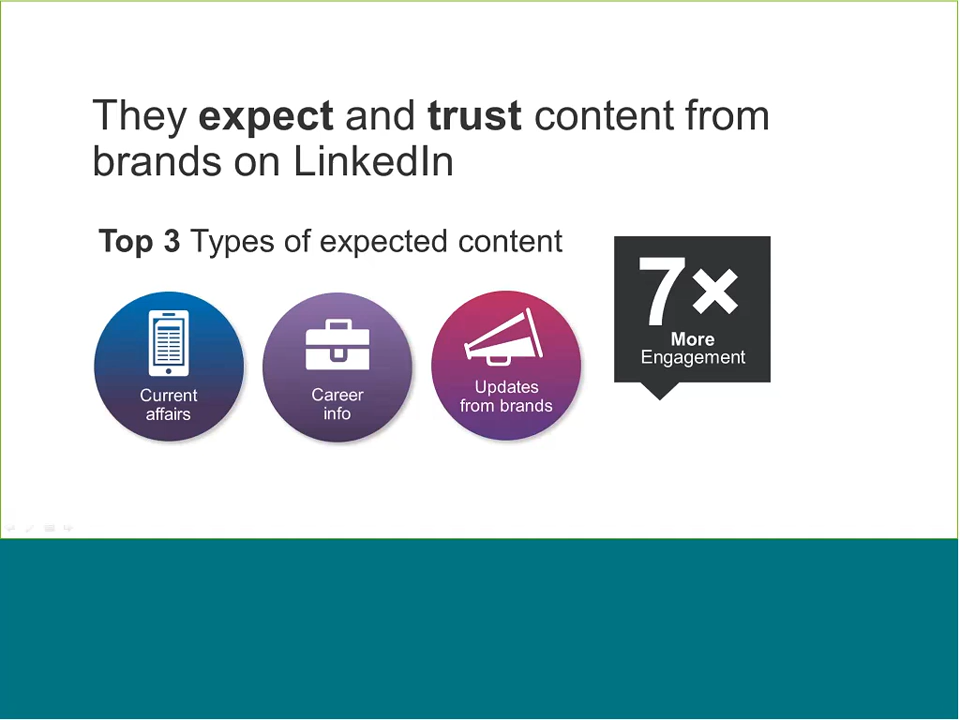 They expect and trust content from
brands on LinkedIn
Top 3 Types of expected content
Current
affairs
Career
info
Updates
from brands
7×
More
Engagement